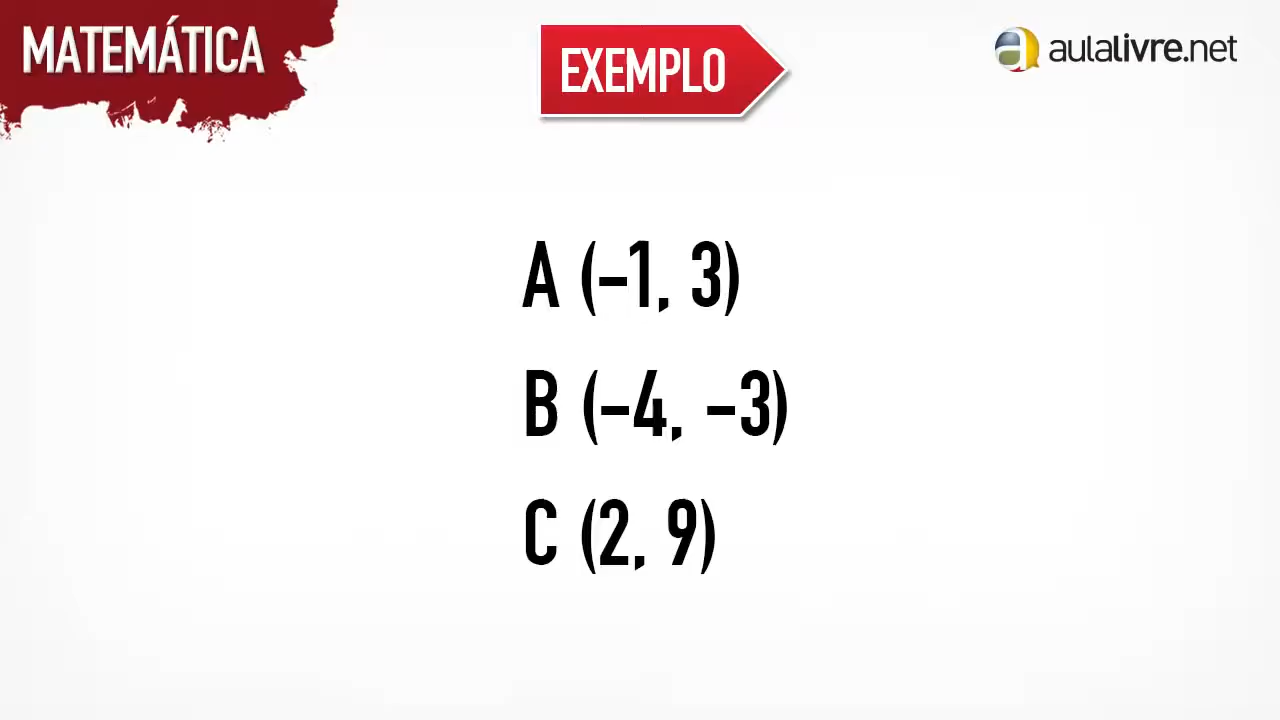 MATEMÁTICA
EXEMPLO
aulalivre.net
A (–1, 3)
B (–4, –3)
C (2, 9)